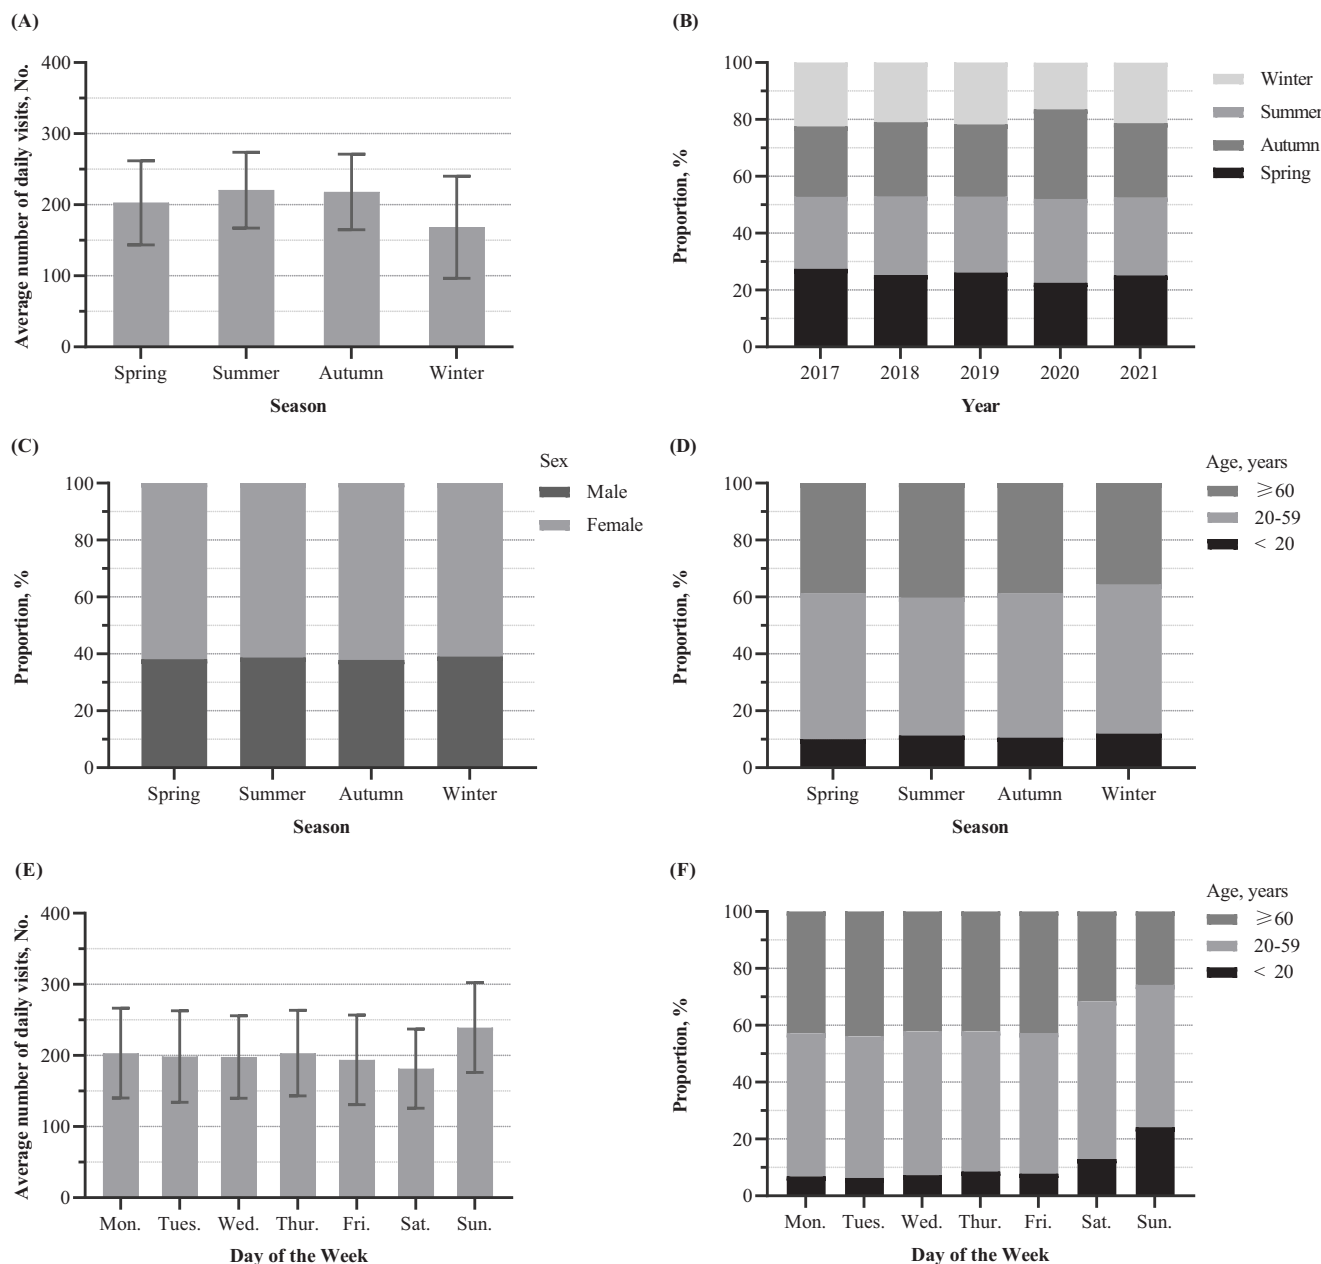 (A)
Average number of daily visits, No.
400
300
200
100
0
Spring Summer Autumn Winter
Season
(B)
Proportion, %
100
80
60
40
20
0
2017 2018 2019 2020 2021
Year
Winter
Summer
Autumn
Spring
(C)
Proportion, %
100
80
60
40
20
0
Spring Summer Autumn Winter
Season
Sex
Male
Female
(D)
Proportion, %
100
80
60
40
20
0
Spring Summer Autumn Winter
Season
Age, years
⩾60
20-59
< 20
(E)
Average number of daily visits, No.
400
300
200
100
0
Mon. Tues. Wed. Thur. Fri. Sat. Sun.
Day of the Week
(F)
Proportion, %
100
80
60
40
20
0
Mon. Tues. Wed. Thur. Fri. Sat. Sun.
Day of the Week
Age, years
⩾60
20-59
< 20